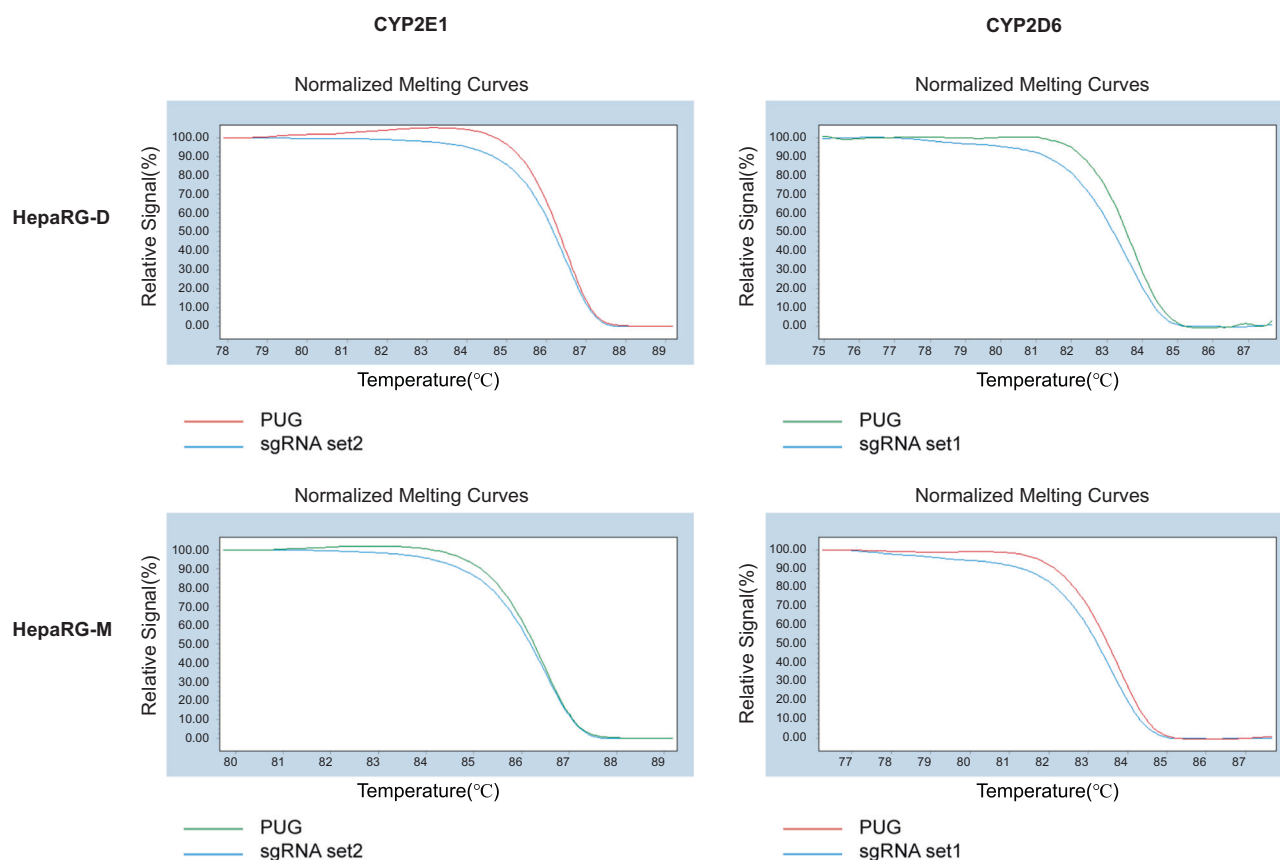 CYP2E1
CYP2D6
HepaRG-D
Normalized Melting Curves
Relative Signal(%)
100.00
90.00
80.00
70.00
60.00
50.00
40.00
30.00
20.00
10.00
0.00
78 79 80 81 82 83 84 85 86 87 88 89
Temperature(℃)
PUG
sgRNA set2
Normalized Melting Curves
Relative Signal(%)
100.00
90.00
80.00
70.00
60.00
50.00
40.00
30.00
20.00
10.00
0.00
75 76 77 78 79 80 81 82 83 84 85 86 87
Temperature(℃)
PUG
sgRNA set1
HepaRG-M
Normalized Melting Curves
Relative Signal(%)
100.00
90.00
80.00
70.00
60.00
50.00
40.00
30.00
20.00
10.00
0.00
80 81 82 83 84 85 86 87 88 89
Temperature(℃)
PUG
sgRNA set2
Normalized Melting Curves
Relative Signal(%)
100.00
90.00
80.00
70.00
60.00
50.00
40.00
30.00
20.00
10.00
0.00
77 78 79 80 81 82 83 84 85 86 87
Temperature(℃)
PUG
sgRNA set1